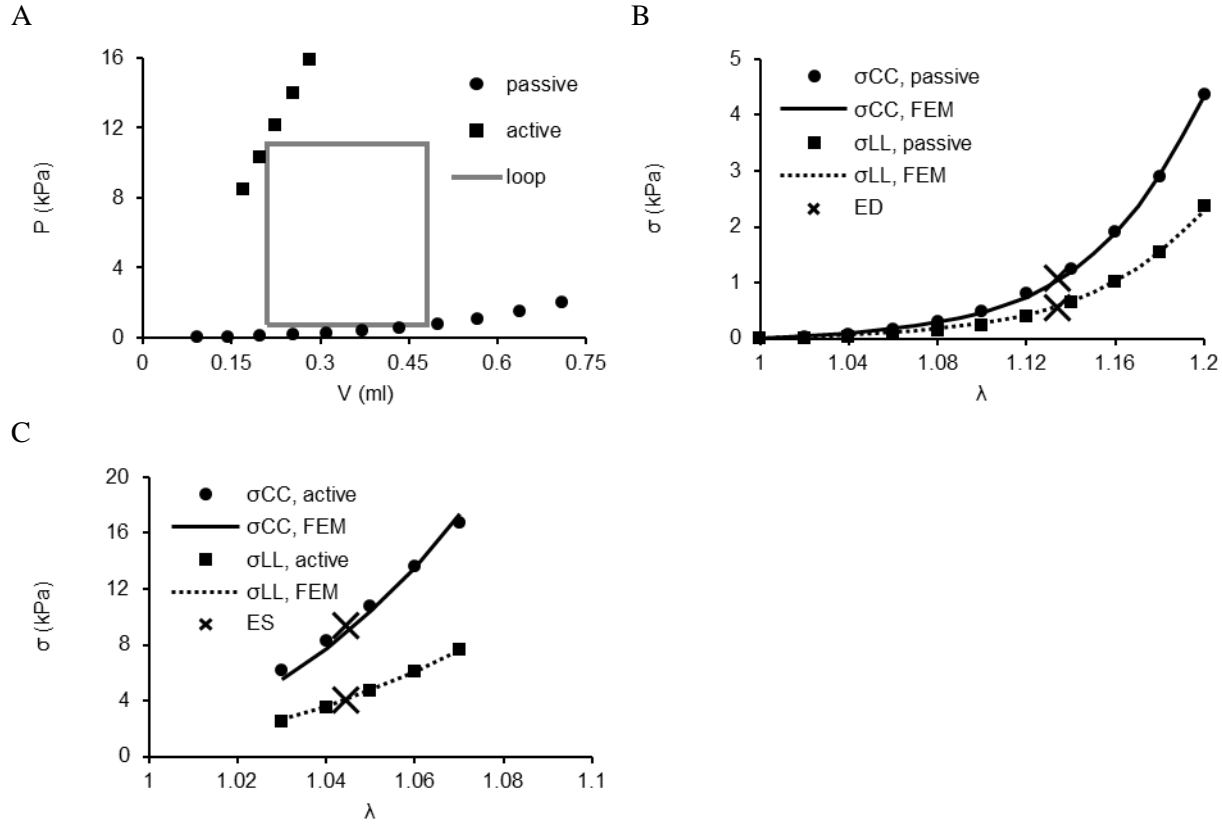 A
P (kPa)
16
12
8
4
0
0
0.15
0.3
0.45
0.6
0.75
V (ml)
passive
active
loop
B
σ (kPa)
5
4
3
2
1
0
1
1.04
1.08
1.12
1.16
1.2
λ
σCC, passive
σCC, FEM
σLL, passive
σLL, FEM
ED
C
σ (kPa)
20
16
12
8
4
0
1
1.02
1.04
1.06
1.08
1.1
λ
σCC, active
σCC, FEM
σLL, active
σLL, FEM
ES